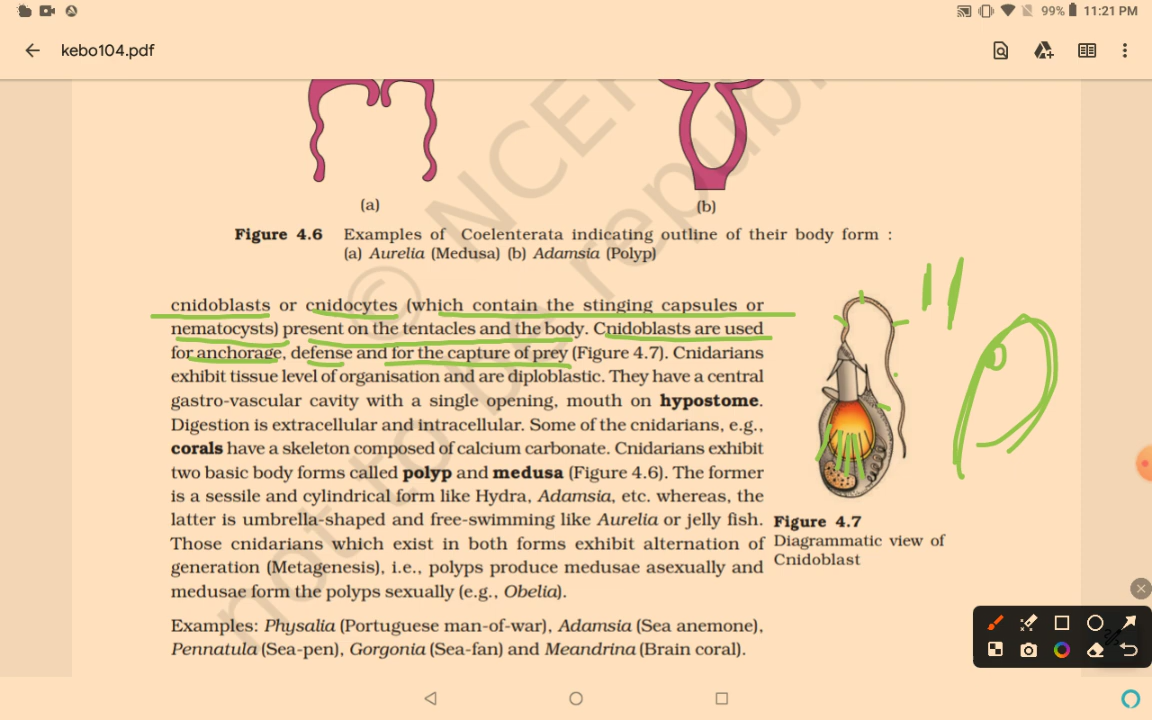 99% 11:21 PM
kebo104.pdf
(a) (b)
Figure 4.6 Examples of Coelenterata indicating outline of their body form :
(a) Aurelia (Medusa) (b) Adamsia (Polyp)
cnidoblasts or cnidocytes (which contain the stinging capsules or
nematocysts) present on the tentacles and the body. Cnidoblasts are used
for anchorage, defense and for the capture of prey (Figure 4.7). Cnidarians
exhibit tissue level of organisation and are diploblastic. They have a central
gastro-vascular cavity with a single opening, mouth on hypostome.
Digestion is extracellular and intracellular. Some of the cnidarians, e.g.,
corals have a skeleton composed of calcium carbonate. Cnidarians exhibit
two basic body forms called polyp and medusa (Figure 4.6). The former
is a sessile and cylindrical form like Hydra, Adamsia, etc. whereas, the
latter is umbrella-shaped and free-swimming like Aurelia or jelly fish.
Those cnidarians which exist in both forms exhibit alternation of
generation (Metagenesis), i.e., polyps produce medusae asexually and
medusae form the polyps sexually (e.g., Obelia).
Figure 4.7
Diagrammatic view of
Cnidoblast
Examples: Physalia (Portuguese man-of-war), Adamsia (Sea anemone),
Pennatula (Sea-pen), Gorgonia (Sea-fan) and Meandrina (Brain coral).
© NCE
not to be republ